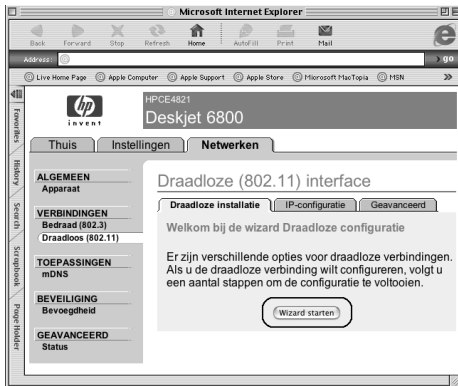 Microsoft Internet Explorer
Back Forward Stop Refresh Home AutoFill Print Mail
Address: go
Live Home Page Apple Computer Apple Support Apple Store Microsoft MacTopia MSN
Favorites
History
Search
Scrapbook
Page Holder
hp
invent
HPCE4821
Deskjet 6800
Thuis Instellingen Netwerken
ALGEMEEN
Apparaat
VERBINDINGEN
Bedraad (802.3)
Draadloos (802.11)
TOEPASSINGEN
mDNS
BEVEILIGING
Bevoegdheid
GEAVANCEERD
Status
Draadloze (802.11) interface
Draadloze installatie IP-configuratie Geavanceerd
Welkom bij de wizard Draadloze configuratie
Er zijn verschillende opties voor draadloze verbindingen.
Als u de draadloze verbinding wilt configureren, volgt u
een aantal stappen om de configuratie te voltooien.
Wizard starten